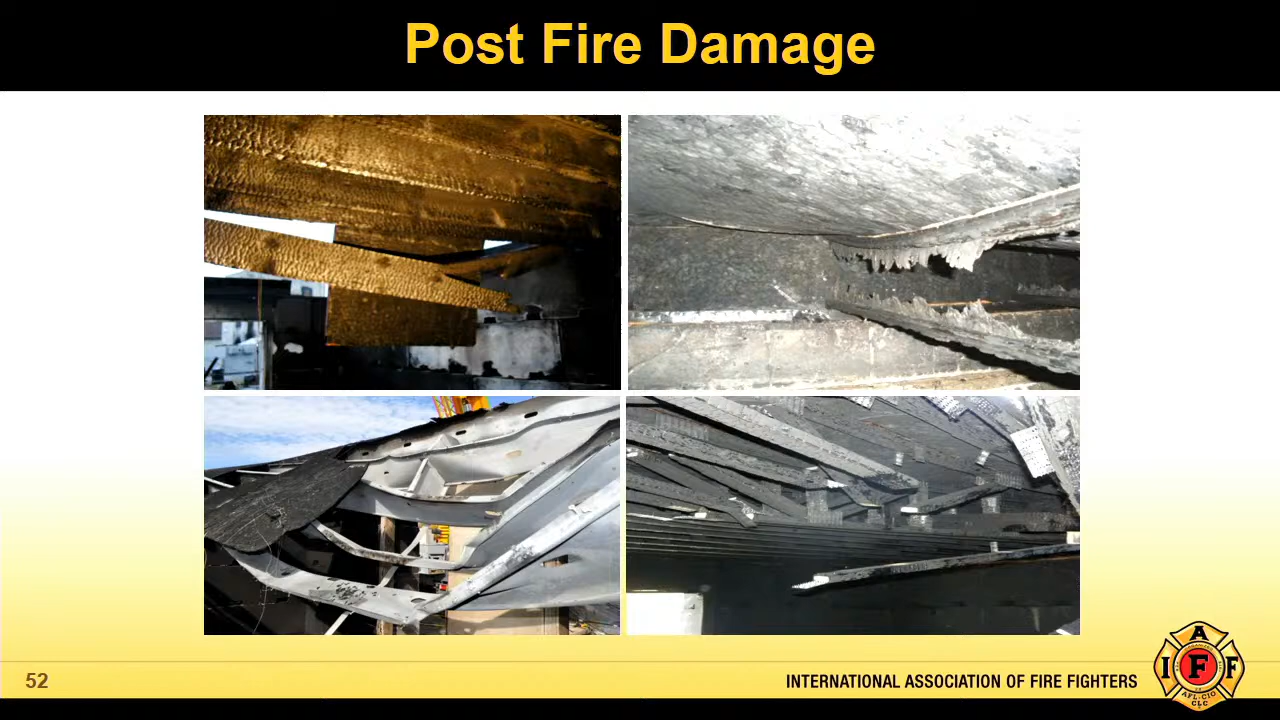 Post Fire Damage
52
INTERNATIONAL ASSOCIATION OF FIRE FIGHTERS
A
I F F
AFL-CIO
CLC